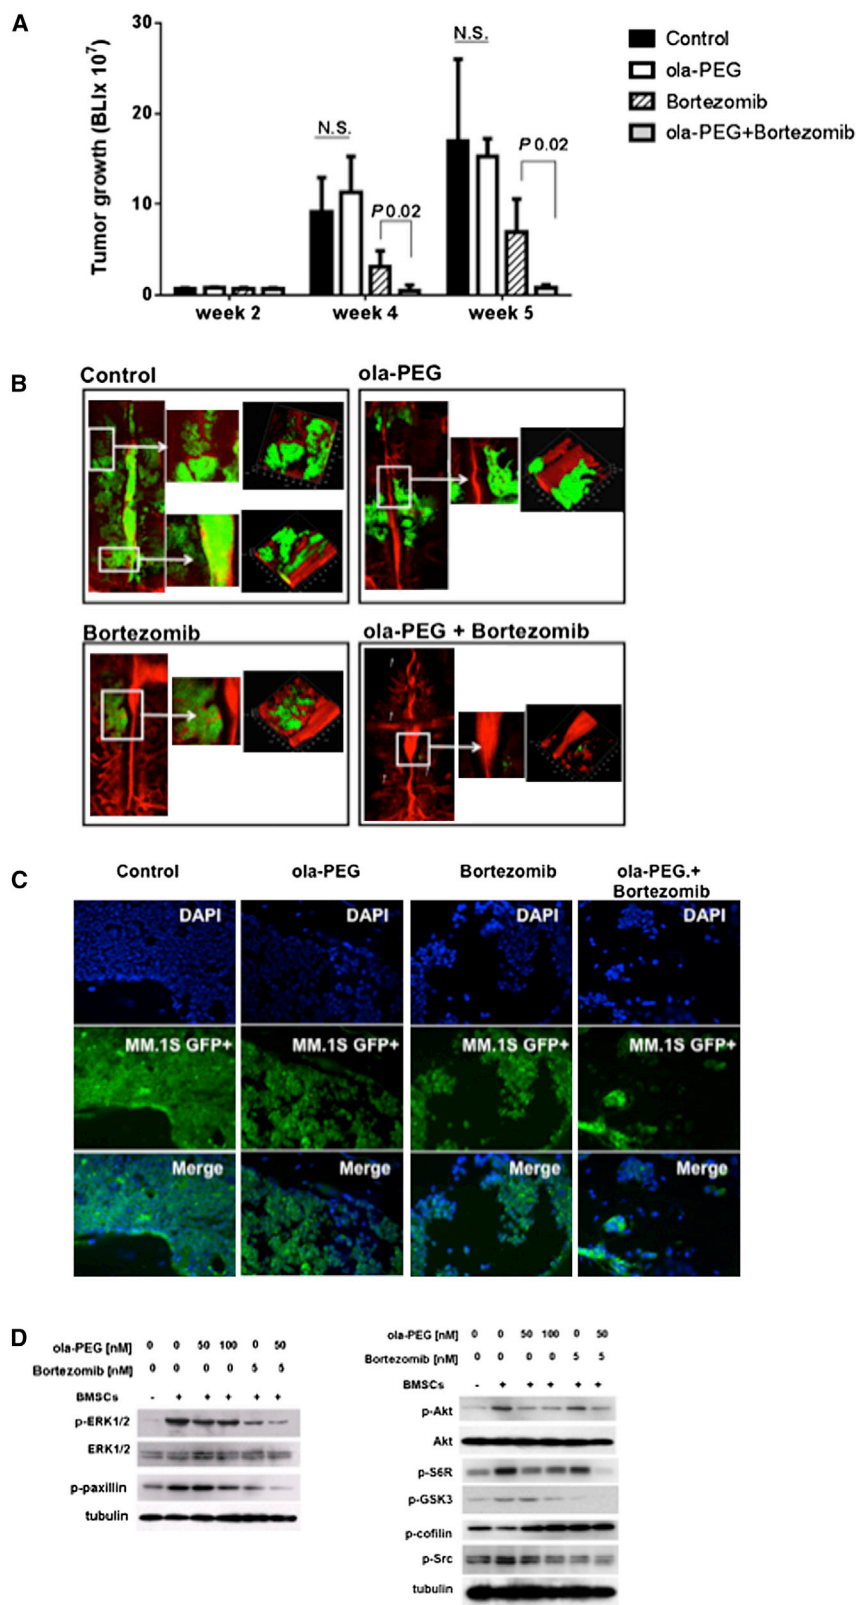 A
Tumor growth (BLIx 10⁷)
30
20
10
0
N.S.
P 0.02
N.S.
P 0.02
week 2
week 4
week 5
Control
ola-PEG
Bortezomib
ola-PEG+Bortezomib
B
Control
ola-PEG
Bortezomib
ola-PEG + Bortezomib
C
Control
ola-PEG
Bortezomib
ola-PEG.+
Bortezomib
DAPI
DAPI
DAPI
DAPI
MM.1S GFP+
MM.1S GFP+
MM.1S GFP+
MM.1S GFP+
Merge
Merge
Merge
Merge
D
ola-PEG [nM] 0 0 50 100 0 50
Bortezomib [nM] 0 0 0 0 5 5
BMSCs - + + + + +
p-ERK1/2
ERK1/2
p-paxillin
tubulin
ola-PEG [nM] 0 0 50 100 0 50
Bortezomib [nM] 0 0 0 0 5 5
BMSCs - + + + + +
p-Akt
Akt
p-S6R
p-GSK3
p-cofilin
p-Src
tubulin